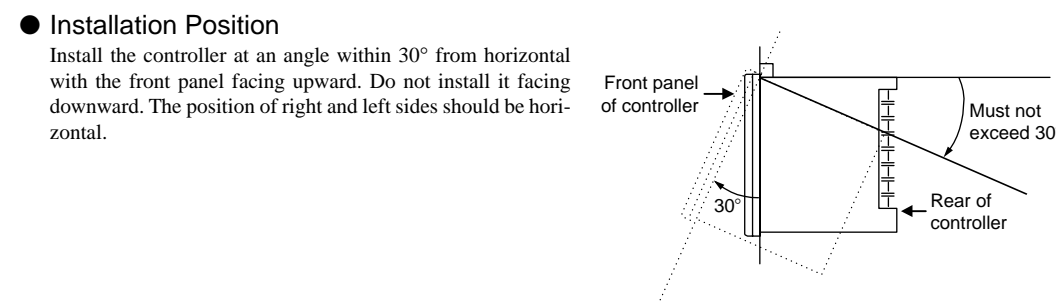 ● Installation Position
Install the controller at an angle within 30° from horizontal
with the front panel facing upward. Do not install it facing
downward. The position of right and left sides should be hori-
zontal.
Front panel
of controller
Must not
exceed 30
30°
Rear of
controller